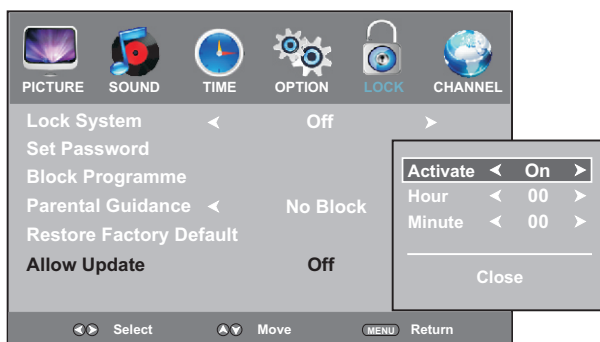 PICTURE SOUND TIME OPTION LOCK CHANNEL
Lock System Off
Set Password
Block Programme
Parental Guidance No Block
Restore Factory Default
Allow Update Off
Activate On
Hour 00
Minute 00
Close
Select Move MENU Return